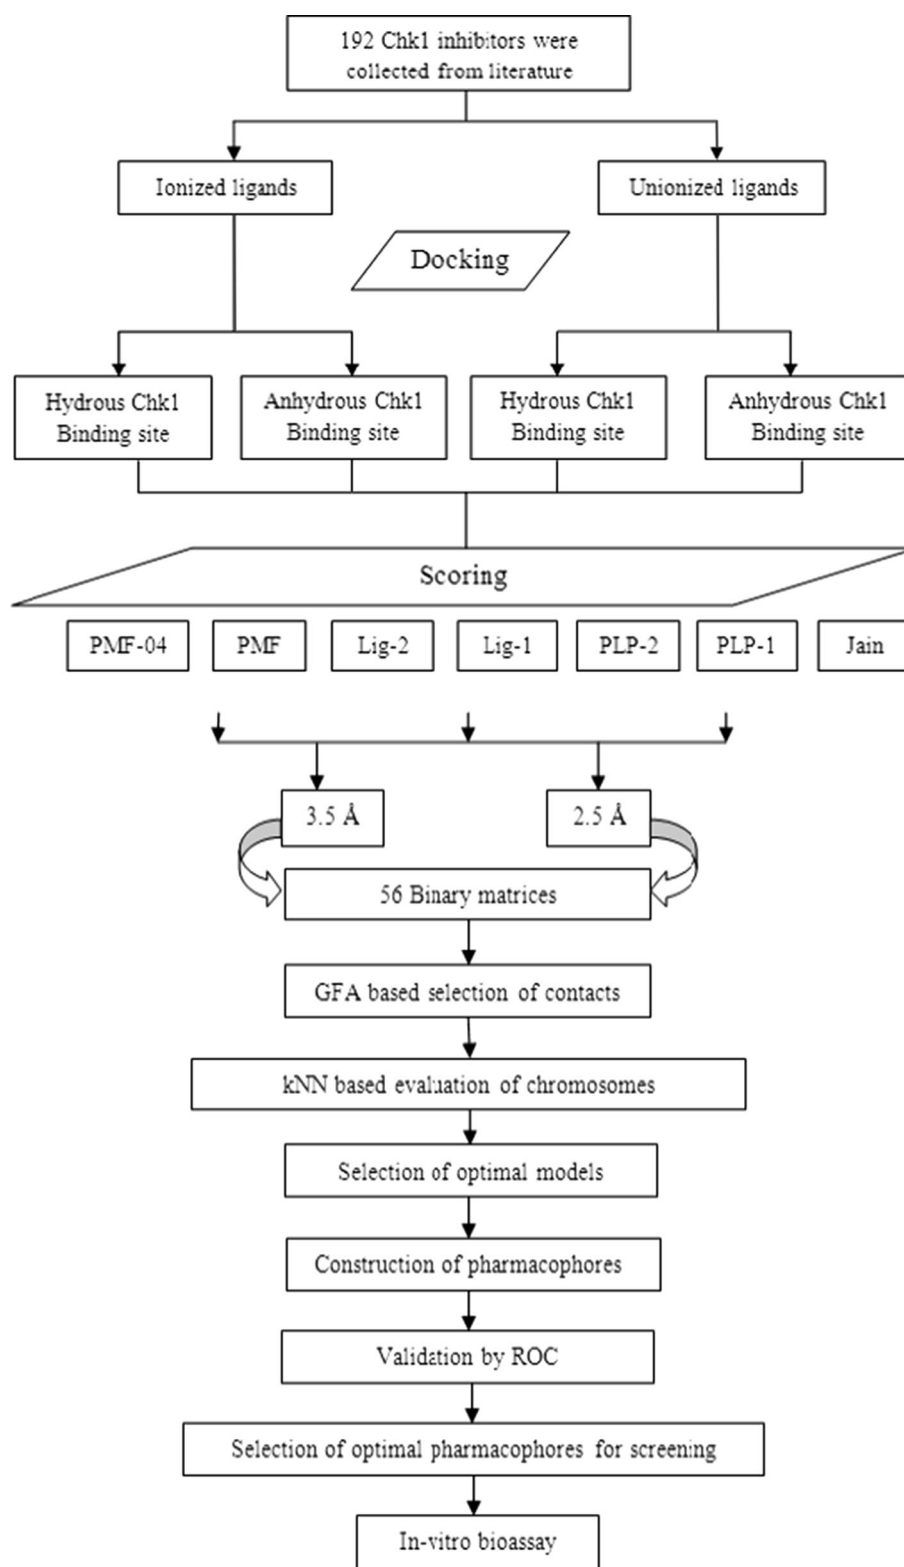 192 Chk1 inhibitors were
collected from literature
Ionized ligands
Unionized ligands
Docking
Hydrous Chk1
Binding site
Anhydrous Chk1
Binding site
Hydrous Chk1
Binding site
Anhydrous Chk1
Binding site
Scoring
PMF-04
PMF
Lig-2
Lig-1
PLP-2
PLP-1
Jain
3.5 Å
2.5 Å
56 Binary matrices
GFA based selection of contacts
kNN based evaluation of chromosomes
Selection of optimal models
Construction of pharmacophores
Validation by ROC
Selection of optimal pharmacophores for screening
In-vitro bioassay